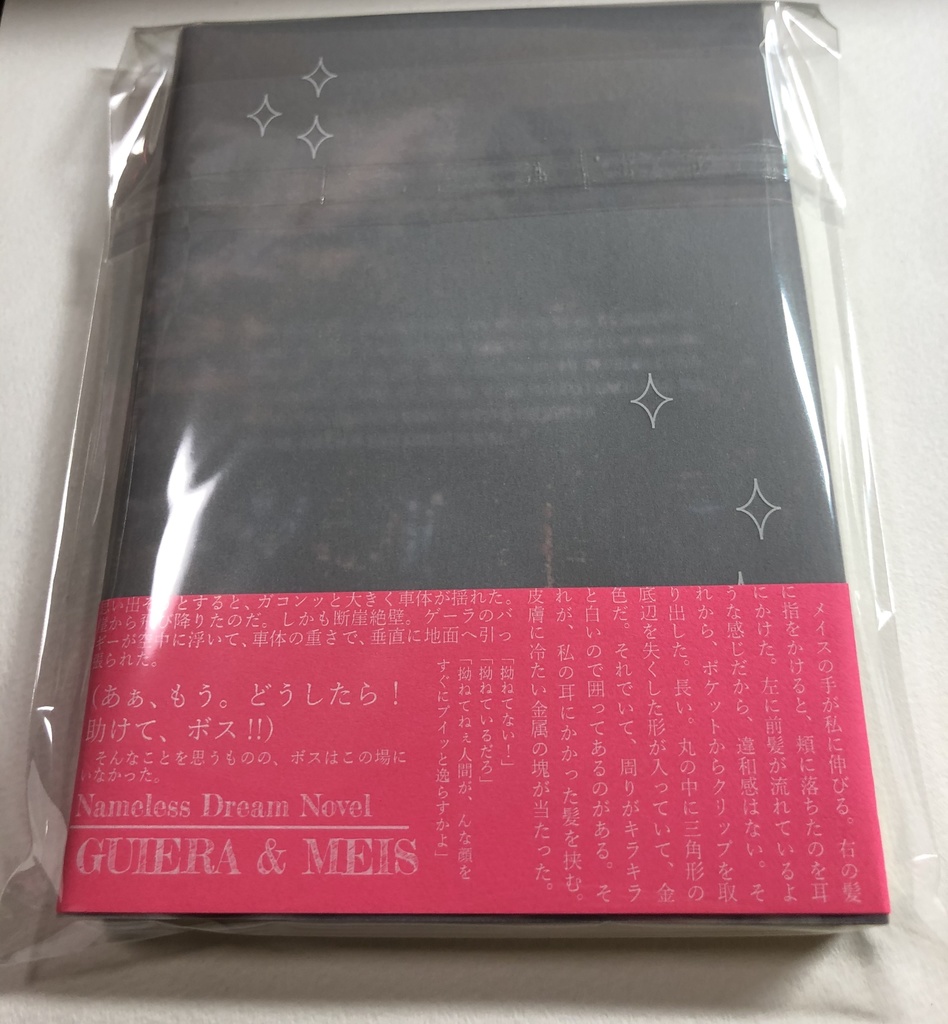 メイスの手が私に伸びる。右の髪
に指をかけると、頬に落ちたのを耳
にかけた。左に前髪が流れているよ
うな感じだから、違和感はない。そ
れから、ポケットからクリップを取
り出した。長い。丸の中に三角形の
底辺を失くした形が入っていて、金
色だ。それでいて、周りがキラキラ
と白いので囲ってあるのがある。そ
れが、私の耳にかかった髪を挟む。
皮膚に冷たい金属の塊が当たった。
「拗ねてない!」
「拗ねているだろ」
「拗ねてねぇ人間が、んな顔を
すぐにプイッと逸らすかよ」
とすると、ガコンッと大きく車体が揺れた。
降りたのだ。しかも断崖絶壁。ゲーラのバ
ギーが空中に浮いて、車体の重さで、垂直に地面へ引っ
張られた。
(あぁ、もう。どうしたら!
助けて、ボス!!)
そんなことを思うものの、ボスはこの場に
いなかった。
Nameless Dream Novel
GUIERA & MEIS